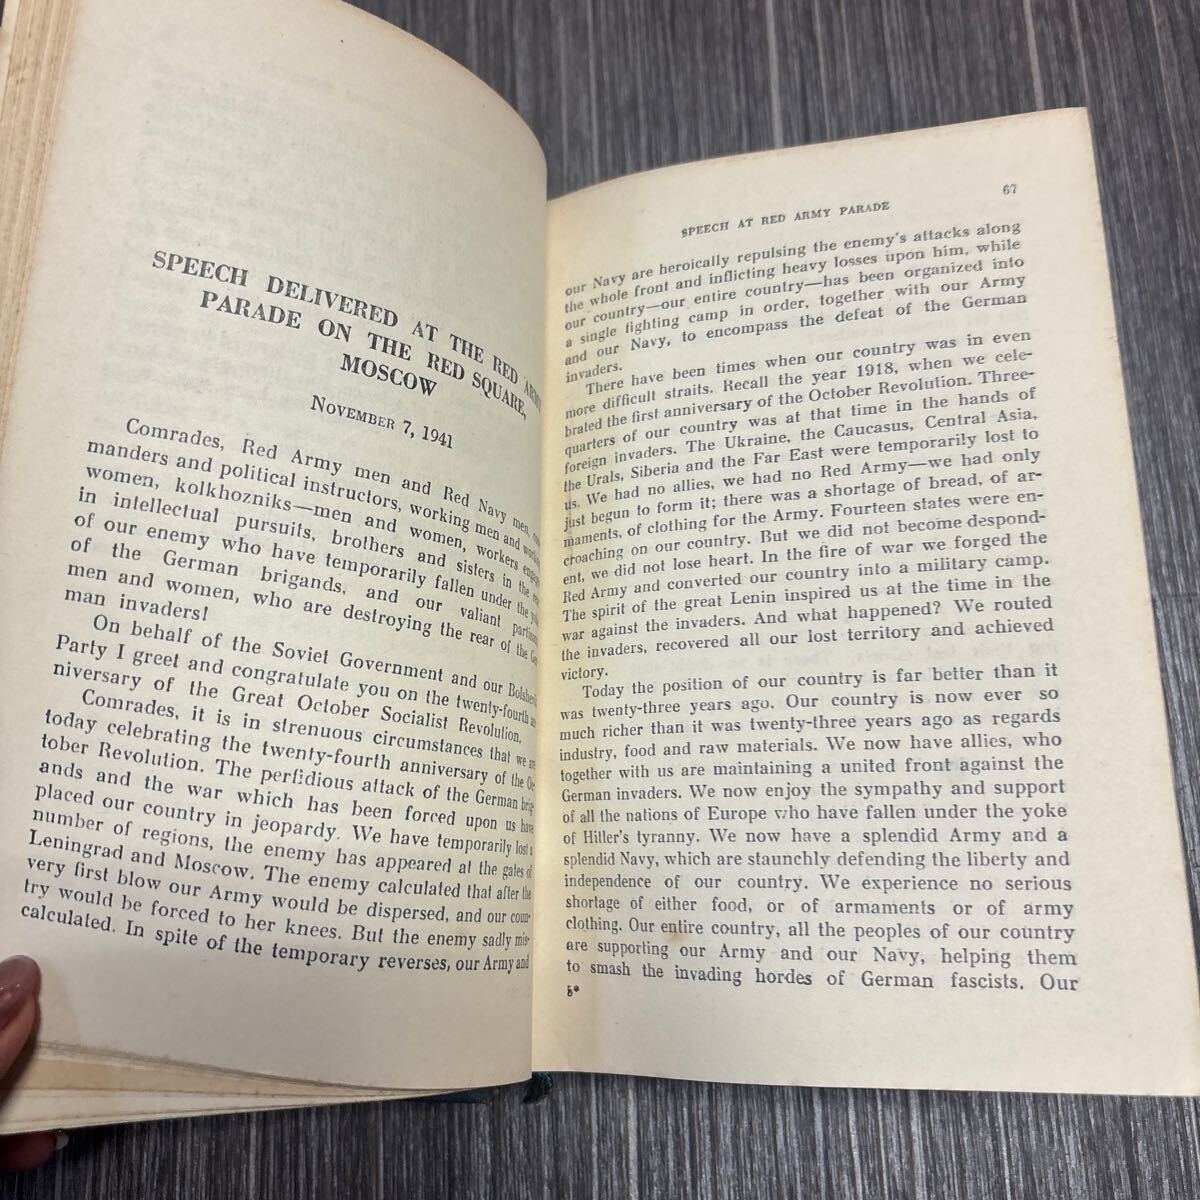 SPEECH DELIVERED AT THE RED ARMY
PARADE ON THE RED SQUARE,
MOSCOW
NOVEMBER 7, 1941
Comrades, Red Army men and Red Navy men, com-
manders and political instructors, working men and working
women, kolkhozniks—men and women, workers engaged
in intellectual pursuits, brothers and sisters in the rear
of our enemy who have temporarily fallen under the yoke
of the German brigands, and our valiant partisan
men and women, who are destroying the rear of the Ger-
man invaders!
On behalf of the Soviet Government and our Bolshevik
Party I greet and congratulate you on the twenty-fourth an-
niversary of the Great October Socialist Revolution.
Comrades, it is in strenuous circumstances that we are
today celebrating the twenty-fourth anniversary of the Oc-
tober Revolution. The perfidious attack of the German brig-
ands and the war which has been forced upon us have
placed our country in jeopardy. We have temporarily lost a
number of regions, the enemy has appeared at the gates of
Leningrad and Moscow. The enemy calculated that after the
very first blow our Army would be dispersed, and our coun-
try would be forced to her knees. But the enemy sadly mis-
calculated. In spite of the temporary reverses, our Army and
SPEECH AT RED ARMY PARADE 67
our Navy are heroically repulsing the enemy's attacks along
the whole front and inflicting heavy losses upon him, while
our country—our entire country—has been organized into
a single fighting camp in order, together with our Army
and our Navy, to encompass the defeat of the German
invaders.
There have been times when our country was in even
more difficult straits. Recall the year 1918, when we cele-
brated the first anniversary of the October Revolution. Three-
quarters of our country was at that time in the hands of
foreign invaders. The Ukraine, the Caucasus, Central Asia,
the Urals, Siberia and the Far East were temporarily lost to
us. We had no allies, we had no Red Army—we had only
just begun to form it; there was a shortage of bread, of ar-
maments, of clothing for the Army. Fourteen states were en-
croaching on our country. But we did not become despond-
ent, we did not lose heart. In the fire of war we forged the
Red Army and converted our country into a military camp.
The spirit of the great Lenin inspired us at the time in the
war against the invaders. And what happened? We routed
the invaders, recovered all our lost territory and achieved
victory.
Today the position of our country is far better than it
was twenty-three years ago. Our country is now ever so
much richer than it was twenty-three years ago as regards
industry, food and raw materials. We now have allies, who
together with us are maintaining a united front against the
German invaders. We now enjoy the sympathy and support
of all the nations of Europe who have fallen under the yoke
of Hitler's tyranny. We now have a splendid Army and a
splendid Navy, which are staunchly defending the liberty and
independence of our country. We experience no serious
shortage of either food, or of armaments or of army
clothing. Our entire country, all the peoples of our country
are supporting our Army and our Navy, helping them
to smash the invading hordes of German fascists. Our
5*